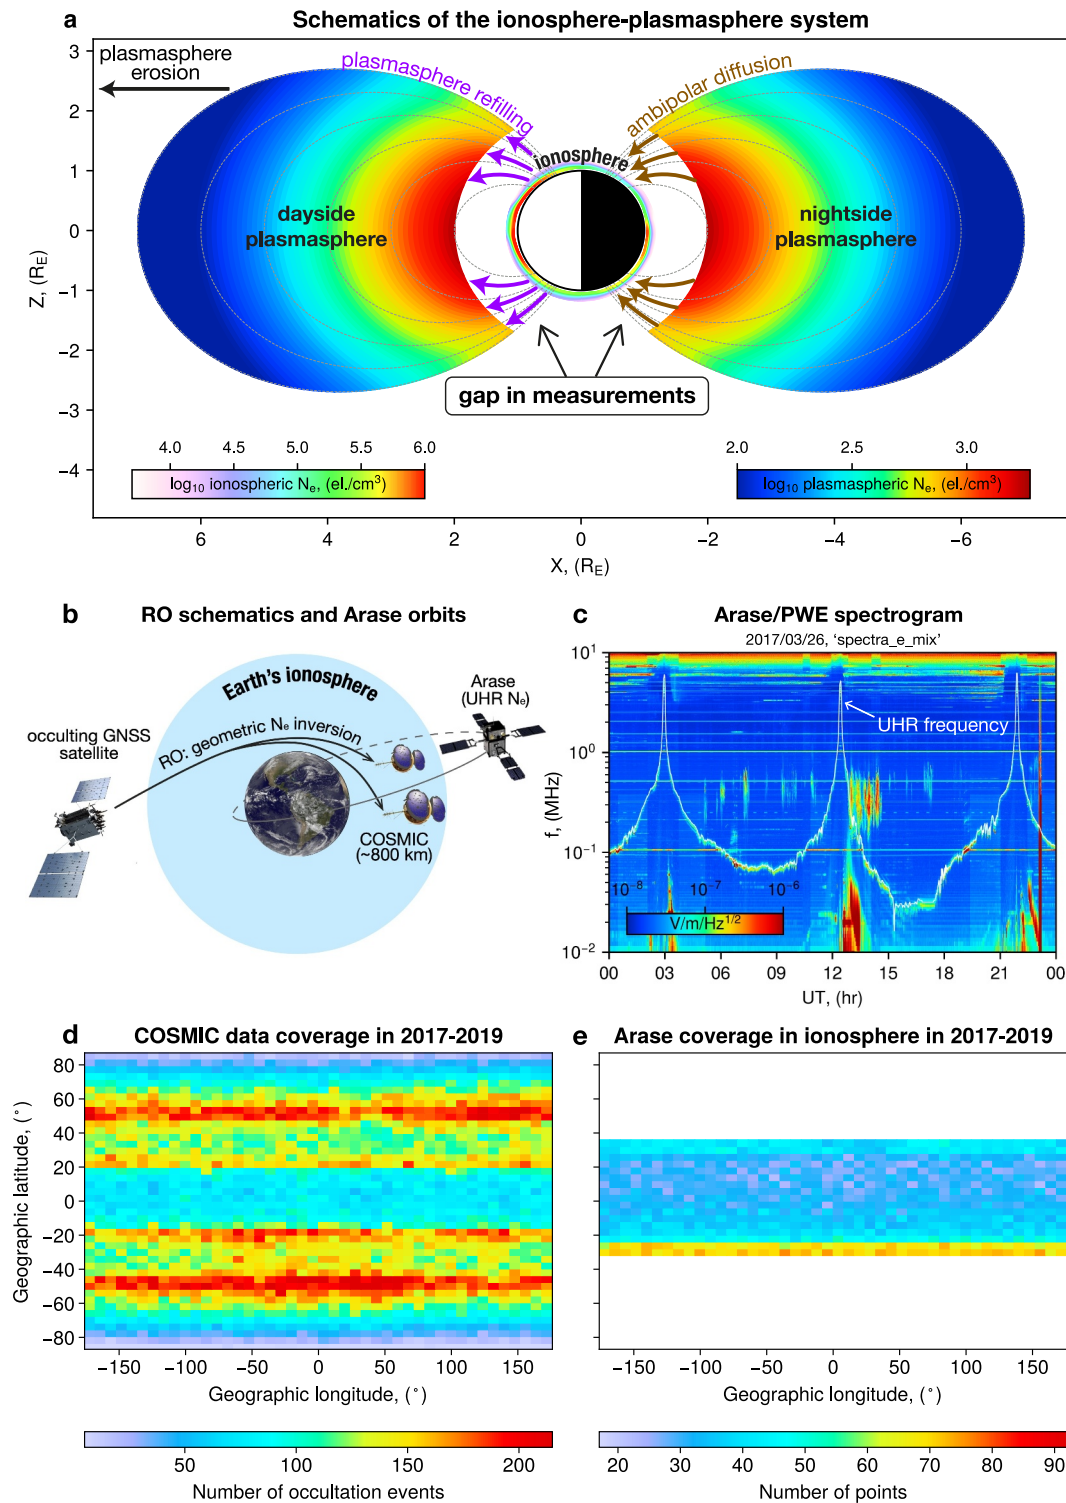 a Schematics of the ionosphere-plasmasphere system
plasmasphere
erosion
plasmasphere refilling
ambipolar diffusion
ionosphere
dayside
plasmasphere
nightside
plasmasphere
gap in measurements
3
2
1
0
−1
−2
−3
−4
Z, (R_E)
4.0 4.5 5.0 6.0
log₁₀ ionospheric Nₑ, (el./cm³)
2.0 2.5 3.0
log₁₀ plasmaspheric Nₑ, (el./cm³)
6 4 2 0 −2 −4 −6
X, (R_E)
b RO schematics and Arase orbits
Earth's ionosphere
Arase
(UHR Nₑ)
occulting GNSS
satellite
RO: geometric Nₑ inversion
COSMIC
(~800 km)
c Arase/PWE spectrogram
2017/03/26, 'spectra_e_mix'
10¹
10⁰
10⁻¹
10⁻²
f, (MHz)
UHR frequency
10⁻⁸ 10⁻⁷ 10⁻⁶
V/m/Hz^1/2
00 03 06 09 12 15 18 21 00
UT, (hr)
d COSMIC data coverage in 2017-2019
80
60
40
20
0
−20
−40
−60
−80
Geographic latitude, (°)
−150 −100 −50 0 50 100 150
Geographic longitude, (°)
50 100 150 200
Number of occultation events
e Arase coverage in ionosphere in 2017-2019
−150 −100 −50 0 50 100 150
Geographic longitude, (°)
20 30 40 50 60 70 80 90
Number of points